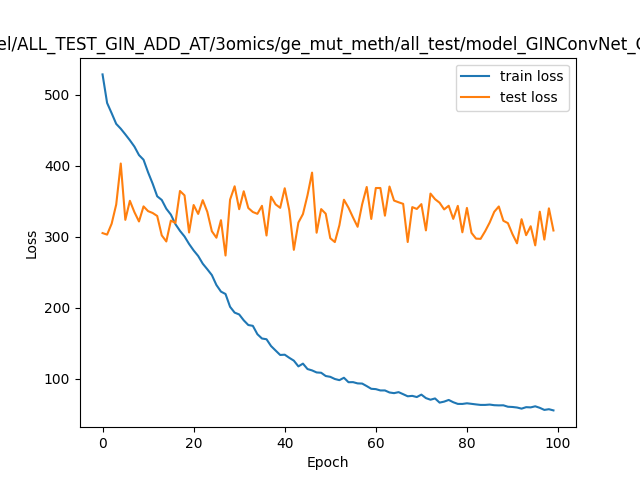 el/ALL_TEST_GIN_ADD_AT/3omics/ge_mut_meth/all_test/model_GINConvNet_
train loss
test loss
500
400
300
200
100
Loss
0
20
40
60
80
100
Epoch